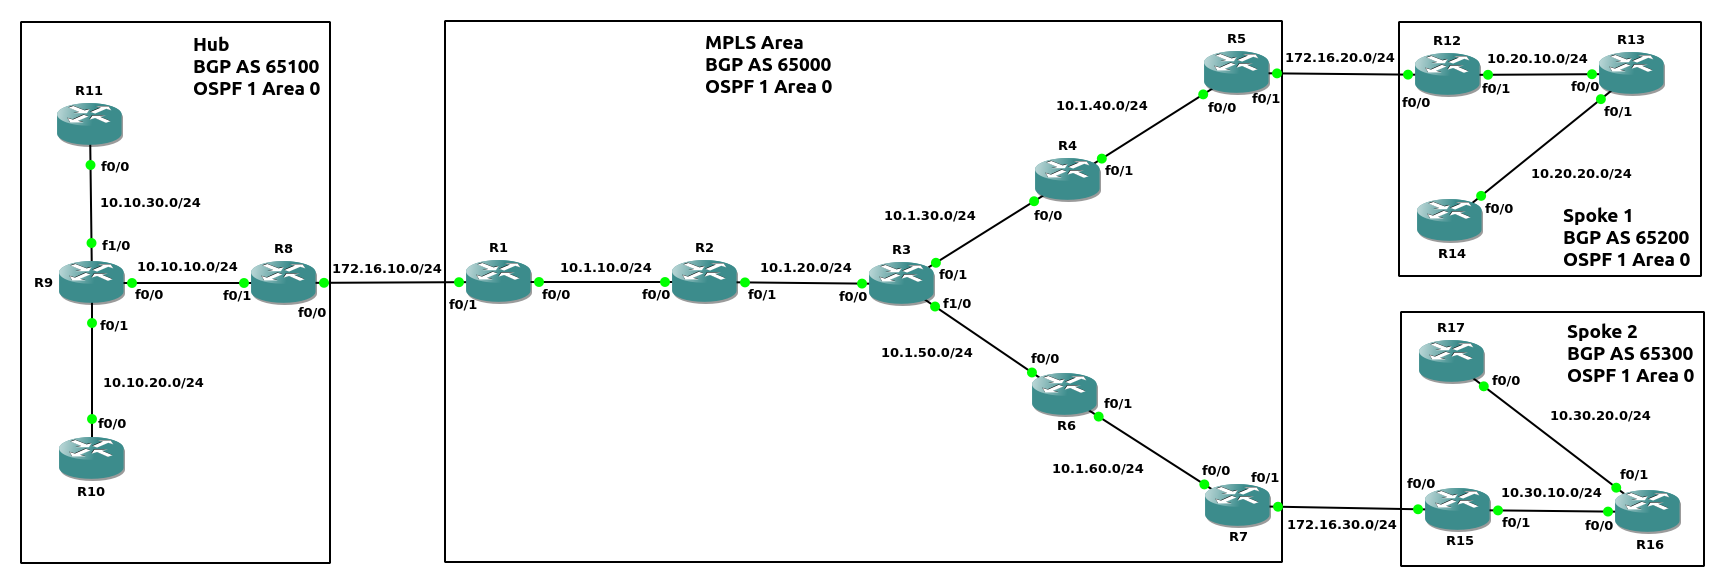 Hub
BGP AS 65100
OSPF 1 Area 0
R11
f0/0
10.10.30.0/24
f1/0
R9
f0/0
10.10.10.0/24
f0/1
R8
f0/0
f0/1
10.10.20.0/24
f0/0
R10
172.16.10.0/24
MPLS Area
BGP AS 65000
OSPF 1 Area 0
R1
f0/1
f0/0
10.1.10.0/24
R2
f0/0
f0/1
10.1.20.0/24
R3
f0/0
f0/1
f1/0
10.1.30.0/24
R4
f0/0
f0/1
10.1.40.0/24
R5
f0/0
f0/1
10.1.50.0/24
f0/0
R6
f0/1
10.1.60.0/24
f0/0
f0/1
R7
172.16.20.0/24
172.16.30.0/24
R12
f0/0
f0/1
10.20.10.0/24
R13
f0/0
f0/1
10.20.20.0/24
f0/0
R14
Spoke 1
BGP AS 65200
OSPF 1 Area 0
R17
f0/0
Spoke 2
BGP AS 65300
OSPF 1 Area 0
10.30.20.0/24
f0/1
f0/0
10.30.10.0/24
f0/1
f0/0
R15
R16